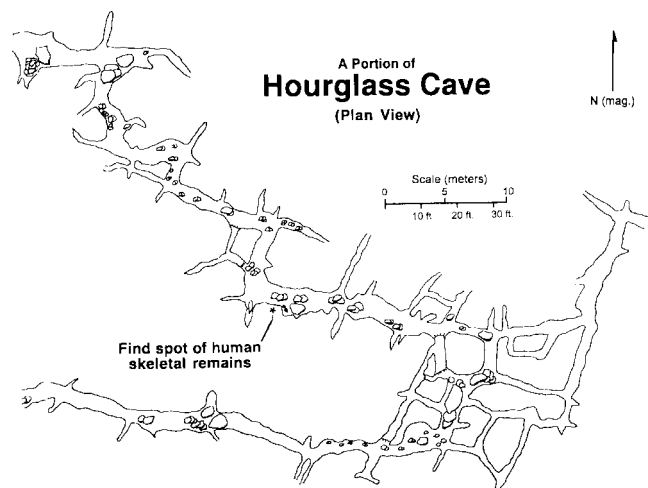 A Portion of
Hourglass Cave
(Plan View)
N (mag.)
Scale (meters)
0 5 10
10 ft. 20 ft. 30 ft.
Find spot of human
skeletal remains